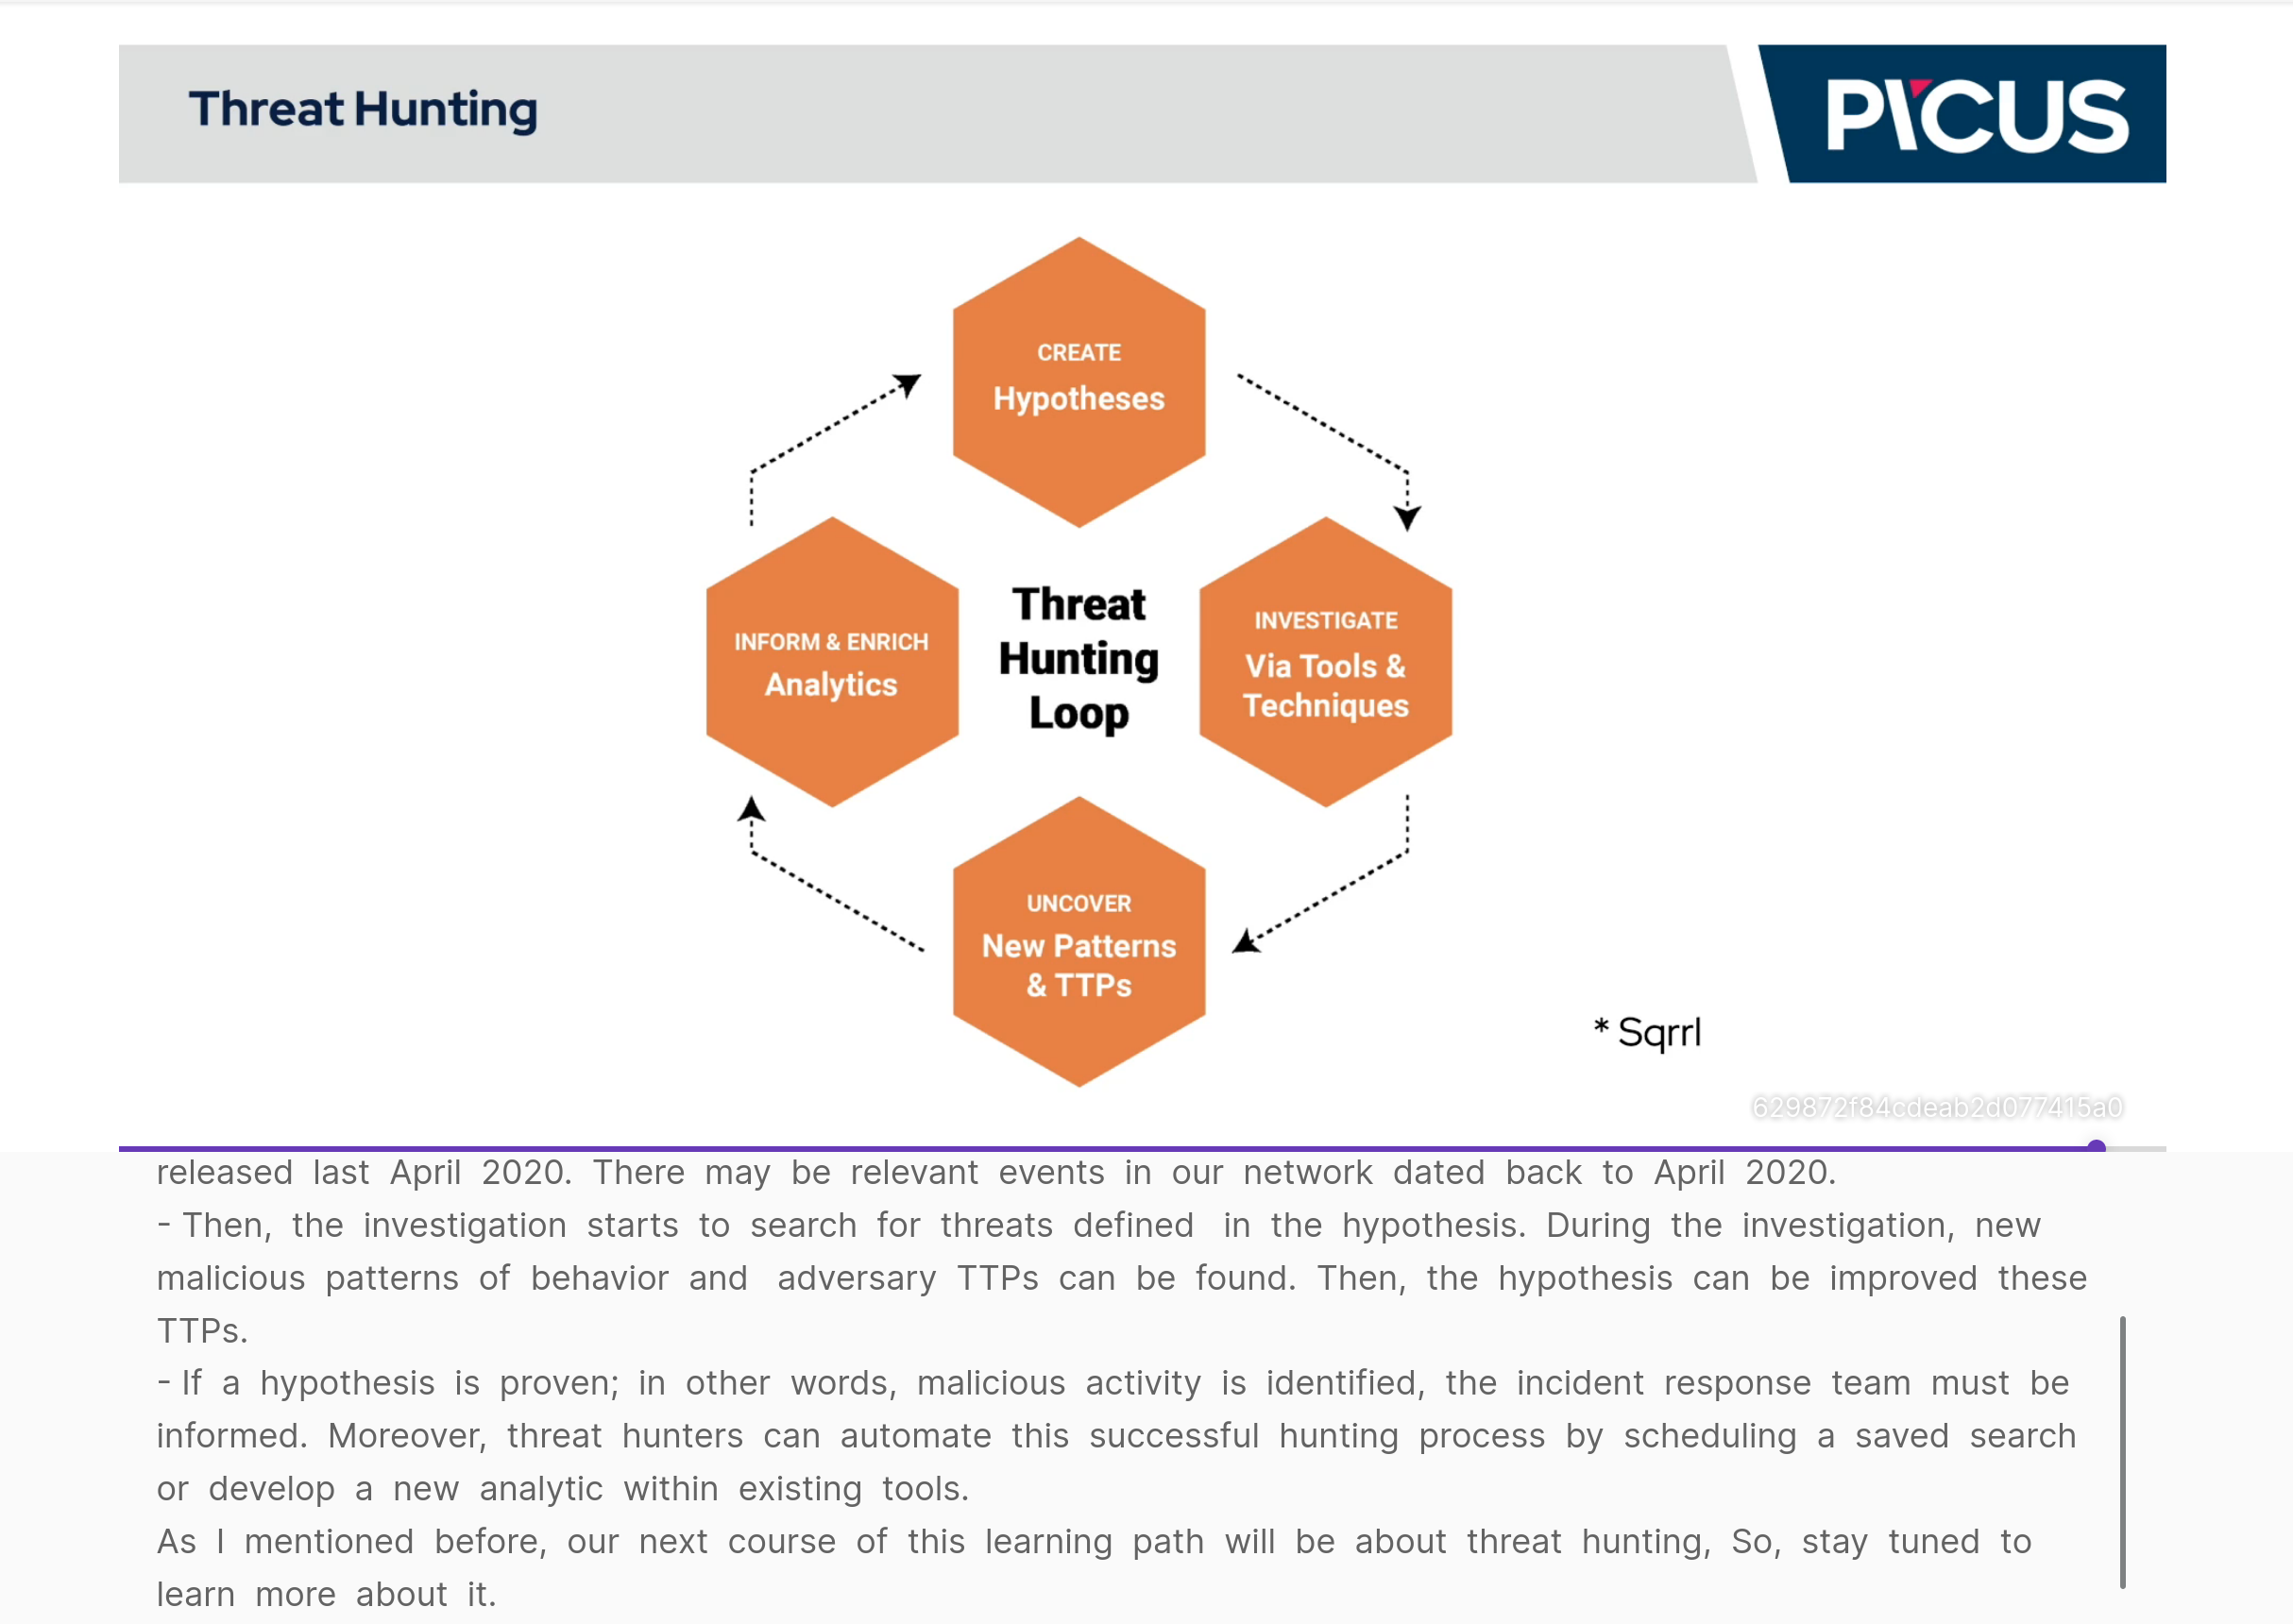 Threat Hunting
PICUS
CREATE
Hypotheses
INFORM & ENRICH
Analytics
Threat
Hunting
Loop
INVESTIGATE
Via Tools &
Techniques
UNCOVER
New Patterns
& TTPs
* Sqrrl
629872f84cdeab2d077415a0
released last April 2020. There may be relevant events in our network dated back to April 2020.
- Then, the investigation starts to search for threats defined in the hypothesis. During the investigation, new
malicious patterns of behavior and adversary TTPs can be found. Then, the hypothesis can be improved these
TTPs.
- If a hypothesis is proven; in other words, malicious activity is identified, the incident response team must be
informed. Moreover, threat hunters can automate this successful hunting process by scheduling a saved search
or develop a new analytic within existing tools.
As I mentioned before, our next course of this learning path will be about threat hunting, So, stay tuned to
learn more about it.